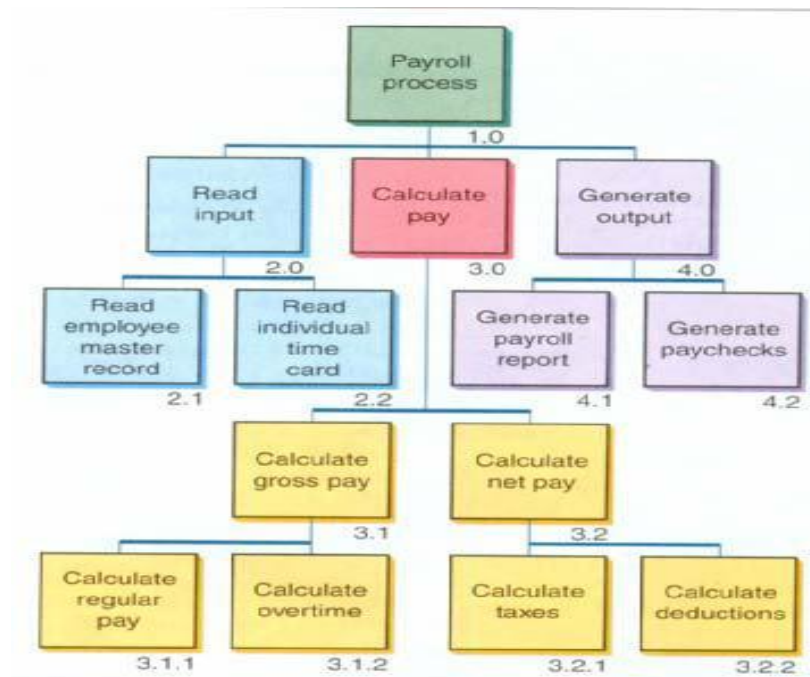 Payroll
process
1.0
Read
input
2.0
Calculate
pay
3.0
Generate
output
4.0
Read
employee
master
record
2.1
Read
individual
time
card
2.2
Generate
payroll
report
4.1
Generate
paychecks
4.2
Calculate
gross pay
3.1
Calculate
net pay
3.2
Calculate
regular
pay
3.1.1
Calculate
overtime
3.1.2
Calculate
taxes
3.2.1
Calculate
deductions
3.2.2